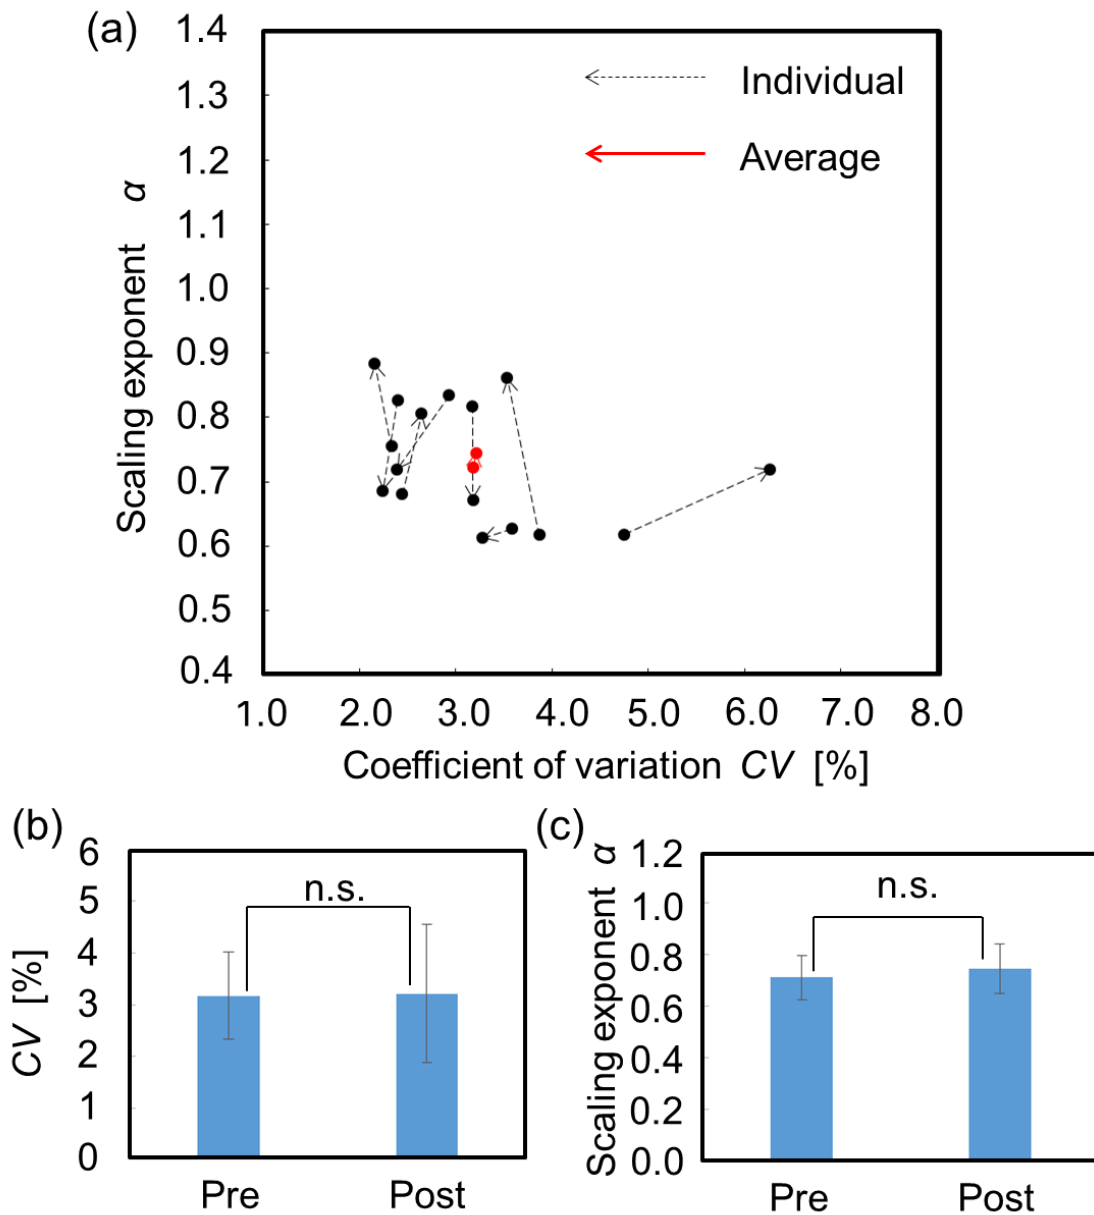 (a)
1.4
1.3
1.2
1.1
1.0
0.9
0.8
0.7
0.6
0.5
0.4
Scaling exponent α
Individual
Average
1.0 2.0 3.0 4.0 5.0 6.0 7.0 8.0
Coefficient of variation CV [%]
(b)
6
5
4
3
2
1
0
CV [%]
n.s.
Pre Post
(c)
1.2
1.0
0.8
0.6
0.4
0.2
0.0
Scaling exponent α
n.s.
Pre Post